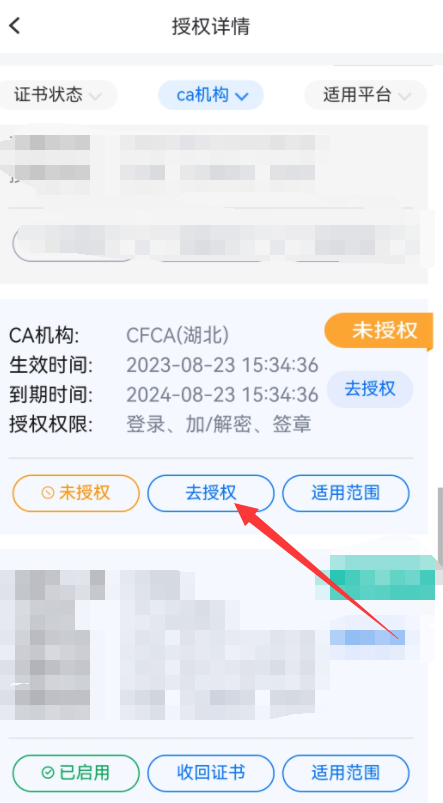 授权详情
证书状态 ca机构 适用平台
未授权
CA机构: CFCA(湖北)
生效时间: 2023-08-23 15:34:36
到期时间: 2024-08-23 15:34:36
去授权
授权权限: 登录、加/解密、签章
未授权 去授权 适用范围
已启用 收回证书 适用范围